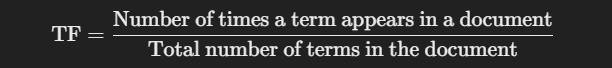 TF = Number of times a term appears in a document
Total number of terms in the document